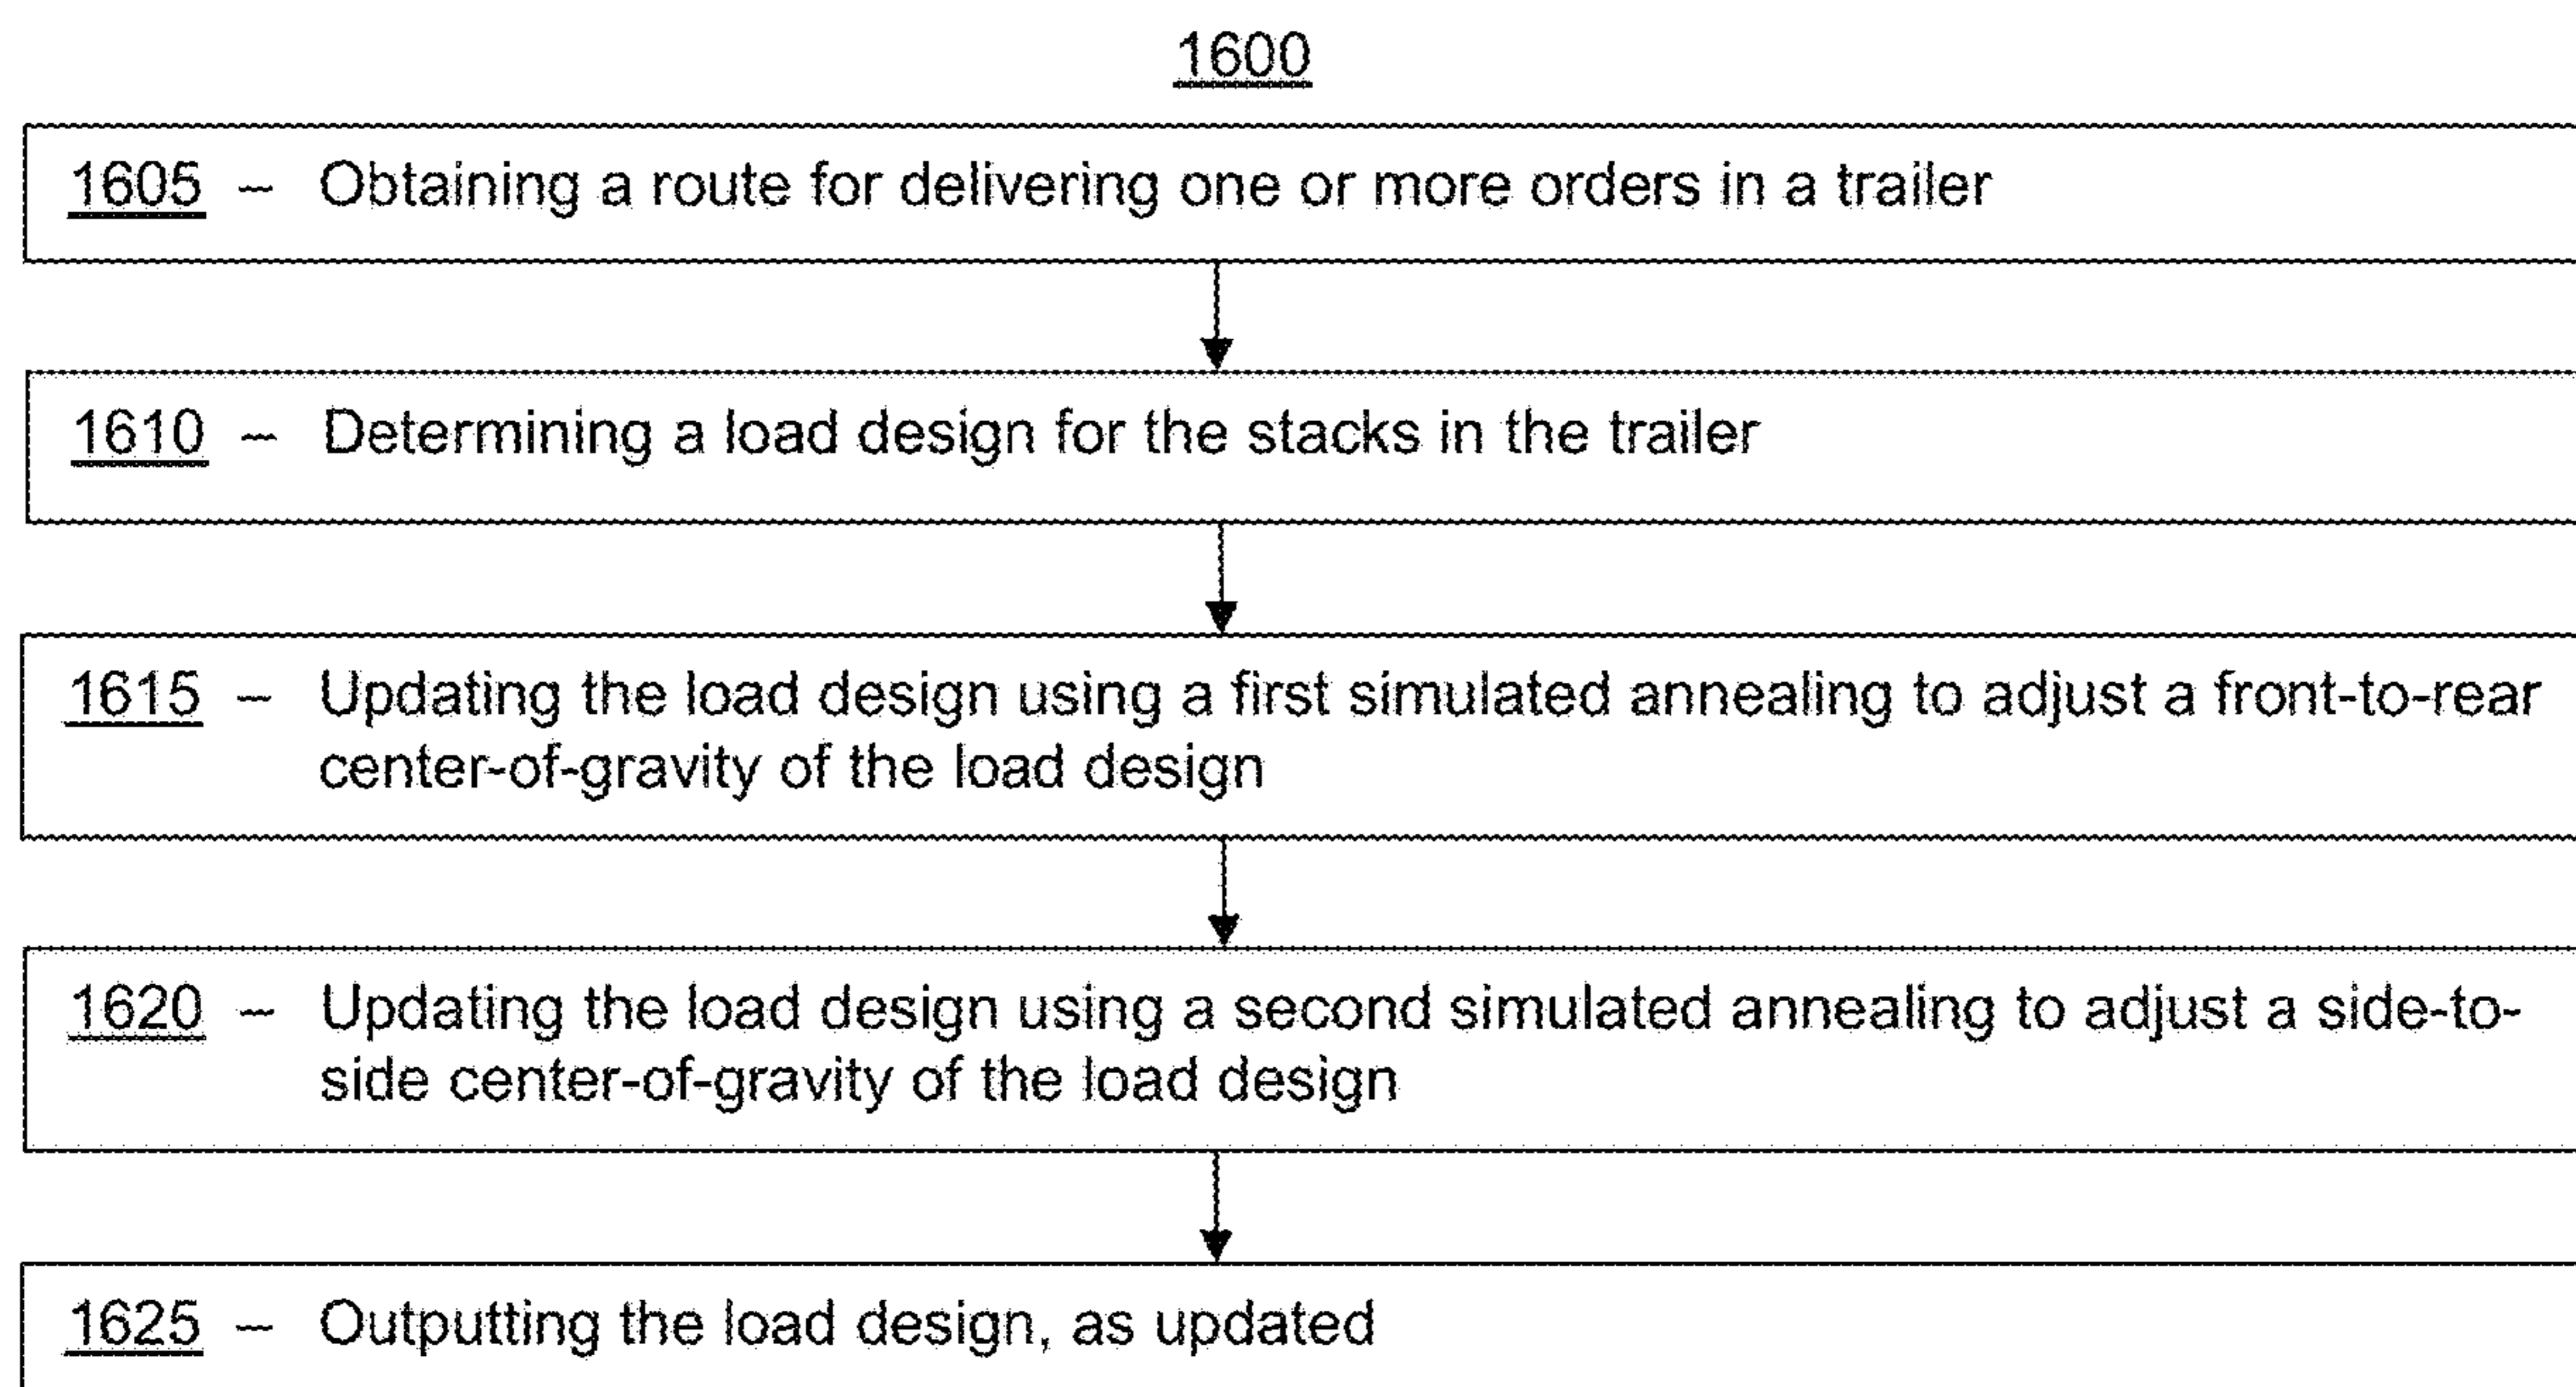 1600
1605 – Obtaining a route for delivering one or more orders in a trailer
1610 – Determining a load design for the stacks in the trailer
1615 – Updating the load design using a first simulated annealing to adjust a front-to-rear
center-of-gravity of the load design
1620 – Updating the load design using a second simulated annealing to adjust a side-to-
side center-of-gravity of the load design
1625 – Outputting the load design, as updated